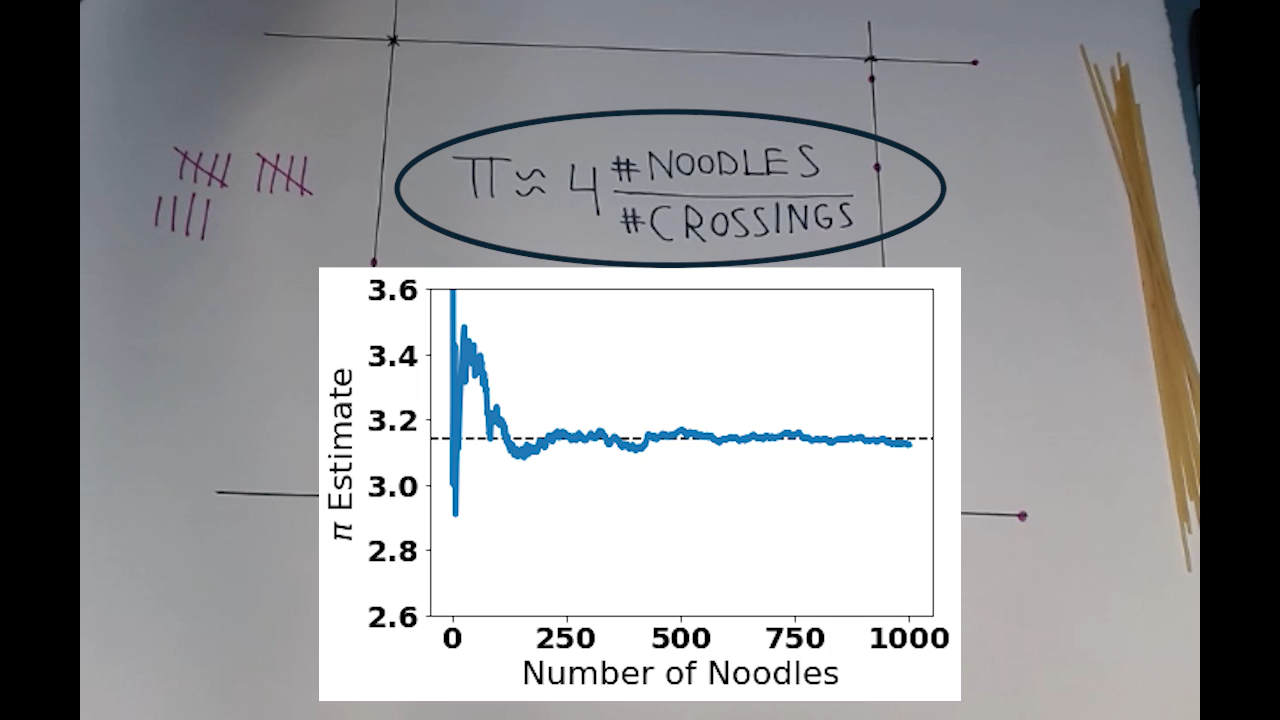 π ≈ 4 #NOODLES
#CROSSINGS
3.6
3.4
3.2
3.0
2.8
2.6
π Estimate
0 250 500 750 1000
Number of Noodles